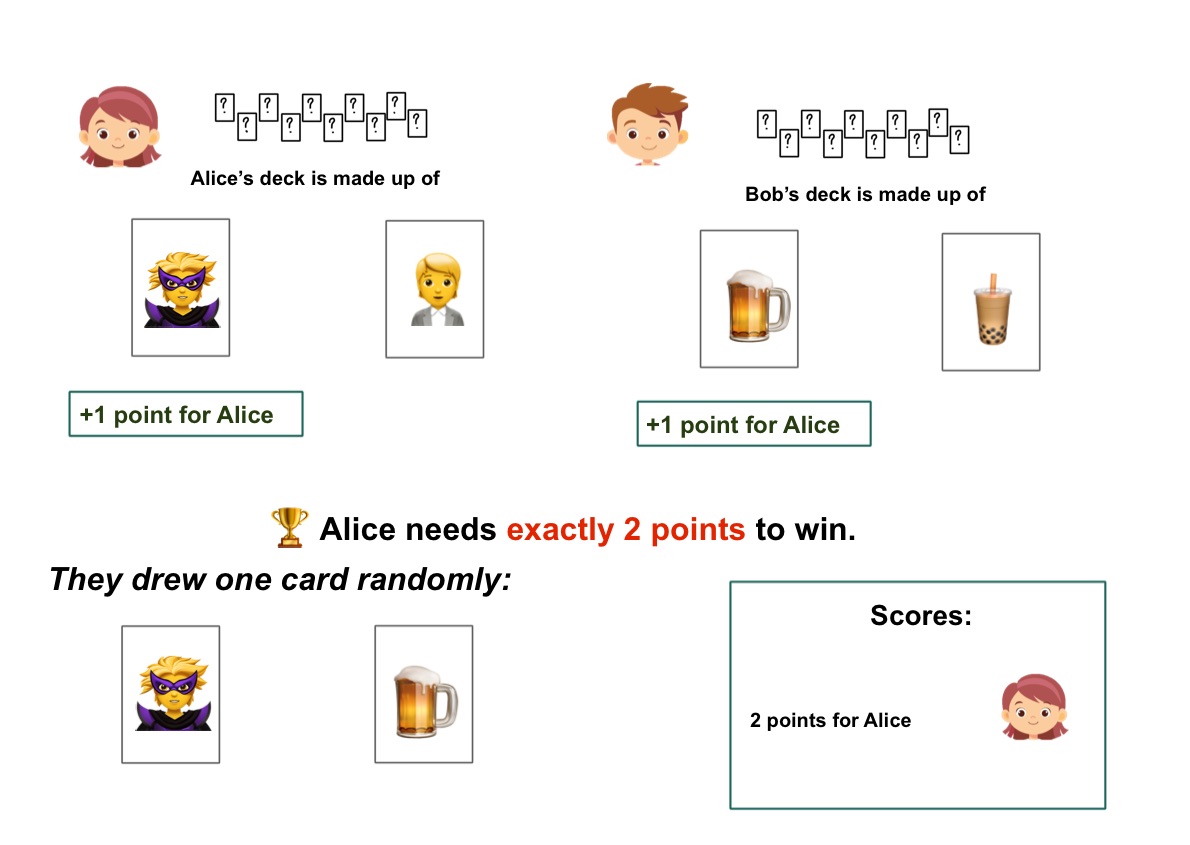 ? ? ? ? ? ? ? ? ? ?
? ? ? ? ? ? ? ? ? ?
Alice’s deck is made up of
Bob’s deck is made up of
+1 point for Alice
+1 point for Alice
Alice needs exactly 2 points to win.
They drew one card randomly:
Scores:
2 points for Alice